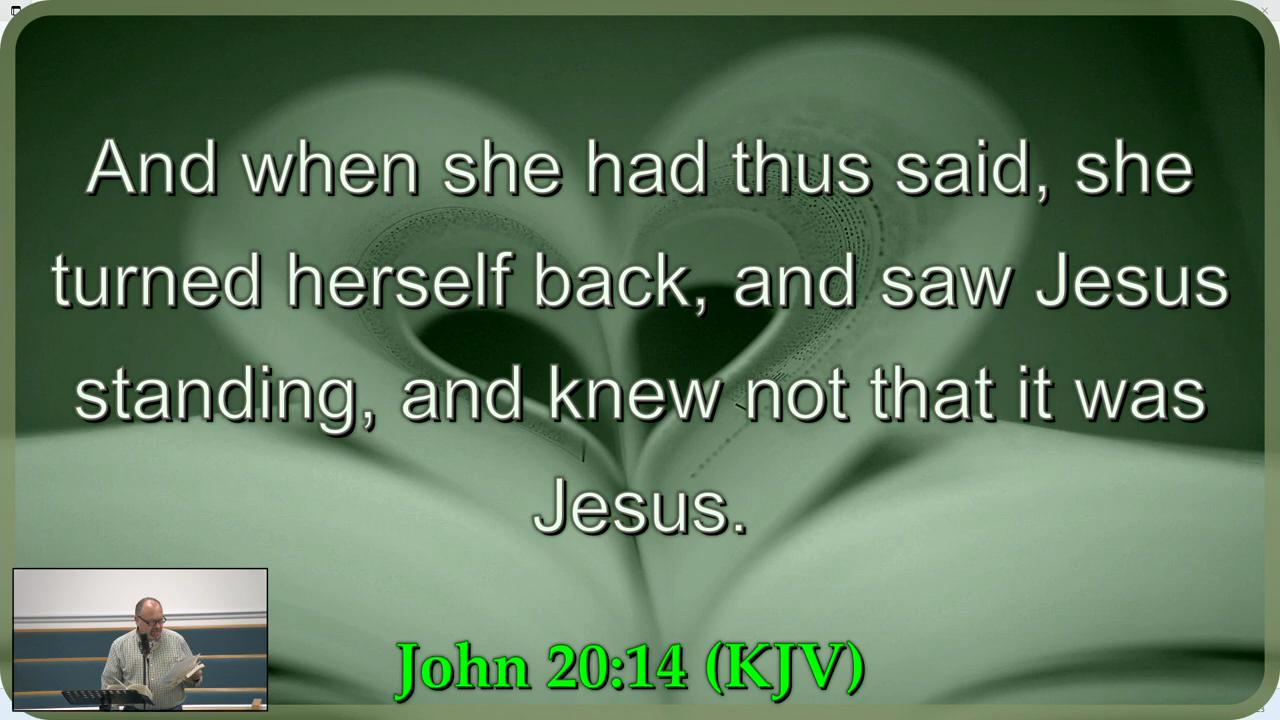 And when she had thus said, she
turned herself back, and saw Jesus
standing, and knew not that it was
Jesus.
John 20:14 (KJV)